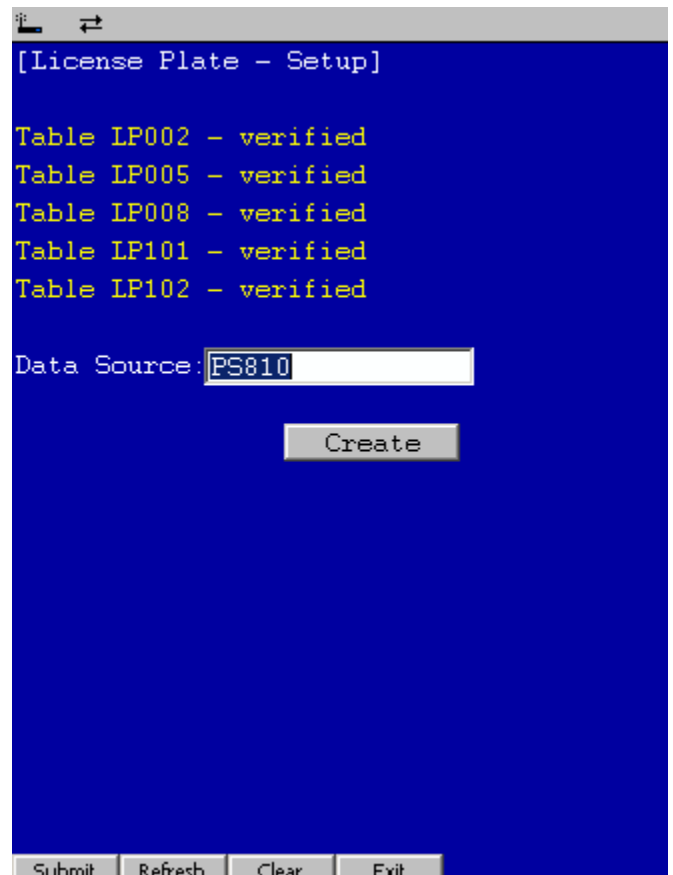 [License Plate – Setup]
Table LP002 – verified
Table LP005 – verified
Table LP008 – verified
Table LP101 – verified
Table LP102 – verified
Data Source: PS810
Create
Submit Refresh Clear Exit